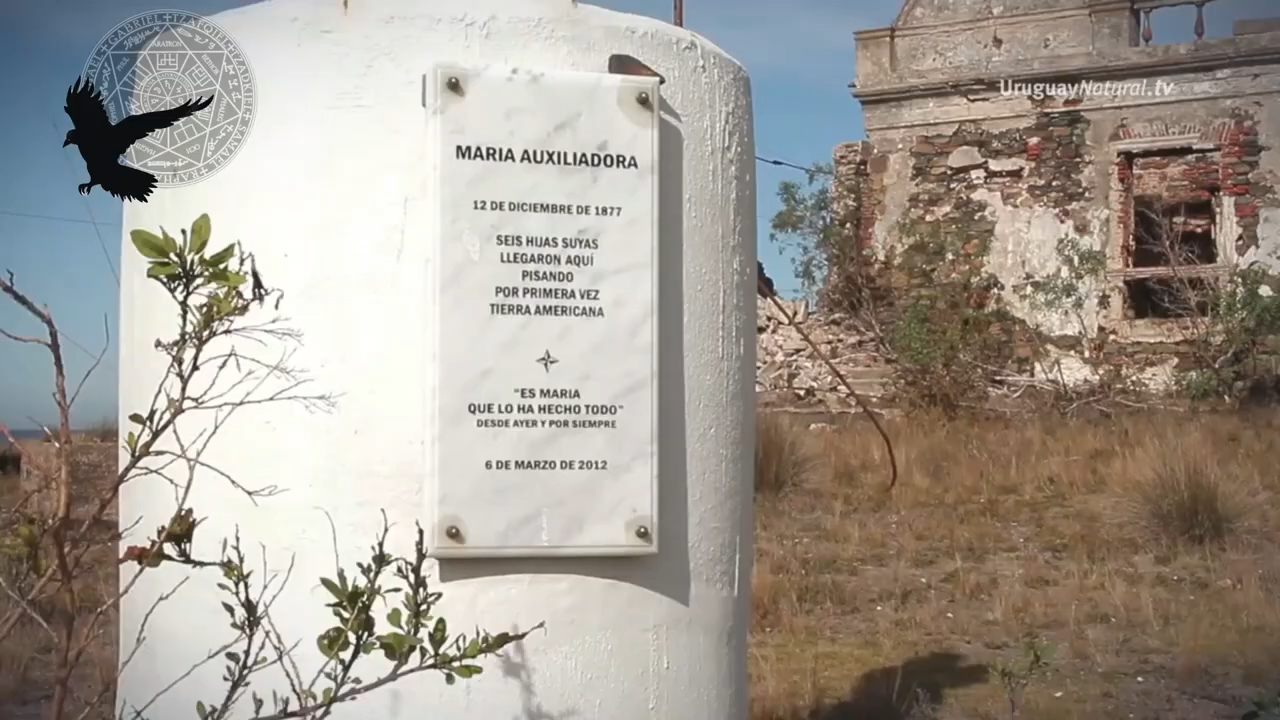 UruguayNatural.tv
MARIA AUXILIADORA
12 DE DICIEMBRE DE 1877
SEIS HIJAS SUYAS
LLEGARON AQUÍ
PISANDO
POR PRIMERA VEZ
TIERRA AMERICANA
"ES MARIA
QUE LO HA HECHO TODO"
DESDE AYER Y POR SIEMPRE
6 DE MARZO DE 2012